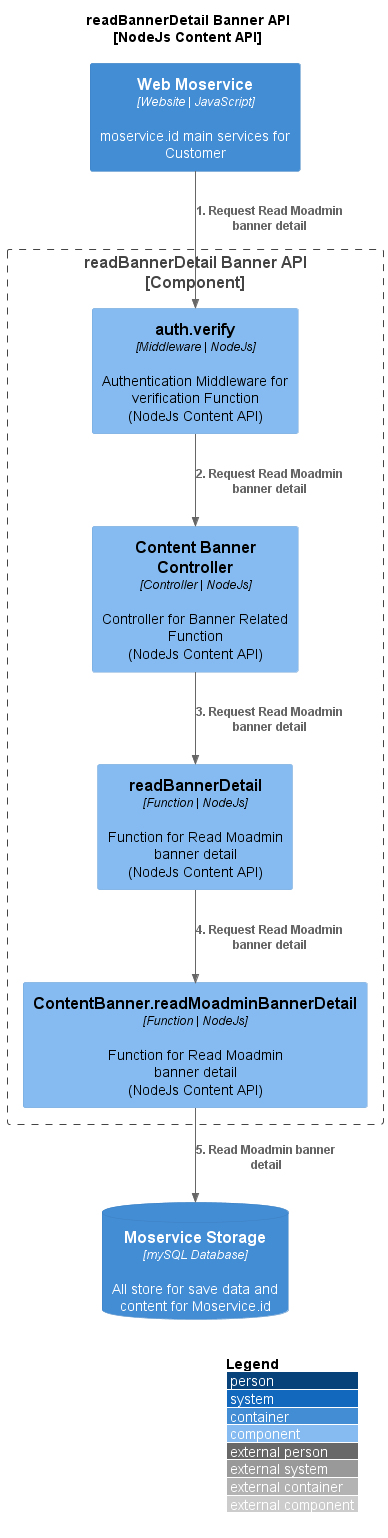 readBannerDetail Banner API
[NodeJs Content API]
Web Moservice
[Website | JavaScript]
moservice.id main services for
Customer
1. Request Read Moadmin
banner detail
readBannerDetail Banner API
[Component]
auth.verify
[Middleware | NodeJs]
Authentication Middleware for
verification Function
(NodeJs Content API)
2. Request Read Moadmin
banner detail
Content Banner
Controller
[Controller | NodeJs]
Controller for Banner Related
Function
(NodeJs Content API)
3. Request Read Moadmin
banner detail
readBannerDetail
[Function | NodeJs]
Function for Read Moadmin
banner detail
(NodeJs Content API)
4. Request Read Moadmin
banner detail
ContentBanner.readMoadminBannerDetail
[Function | NodeJs]
Function for Read Moadmin
banner detail
(NodeJs Content API)
5. Read Moadmin banner
detail
Moservice Storage
[mySQL Database]
All store for save data and
content for Moservice.id
Legend
person
system
container
component
external person
external system
external container
external component